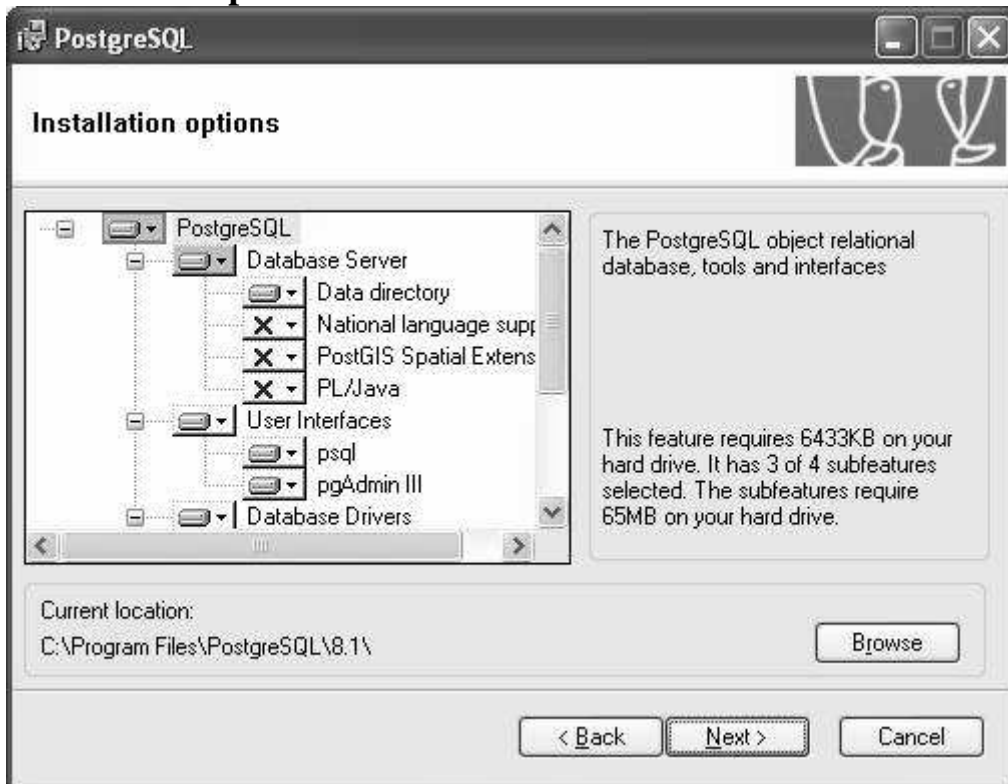 PostgreSQL
Installation options
PostgreSQL
Database Server
Data directory
National language supp
PostGIS Spatial Extens
PL/Java
User Interfaces
psql
pgAdmin III
Database Drivers
The PostgreSQL object relational
database, tools and interfaces
This feature requires 6433KB on your
hard drive. It has 3 of 4 subfeatures
selected. The subfeatures require
65MB on your hard drive.
Current location:
C:\Program Files\PostgreSQL\8.1\
Browse
< Back
Next >
Cancel